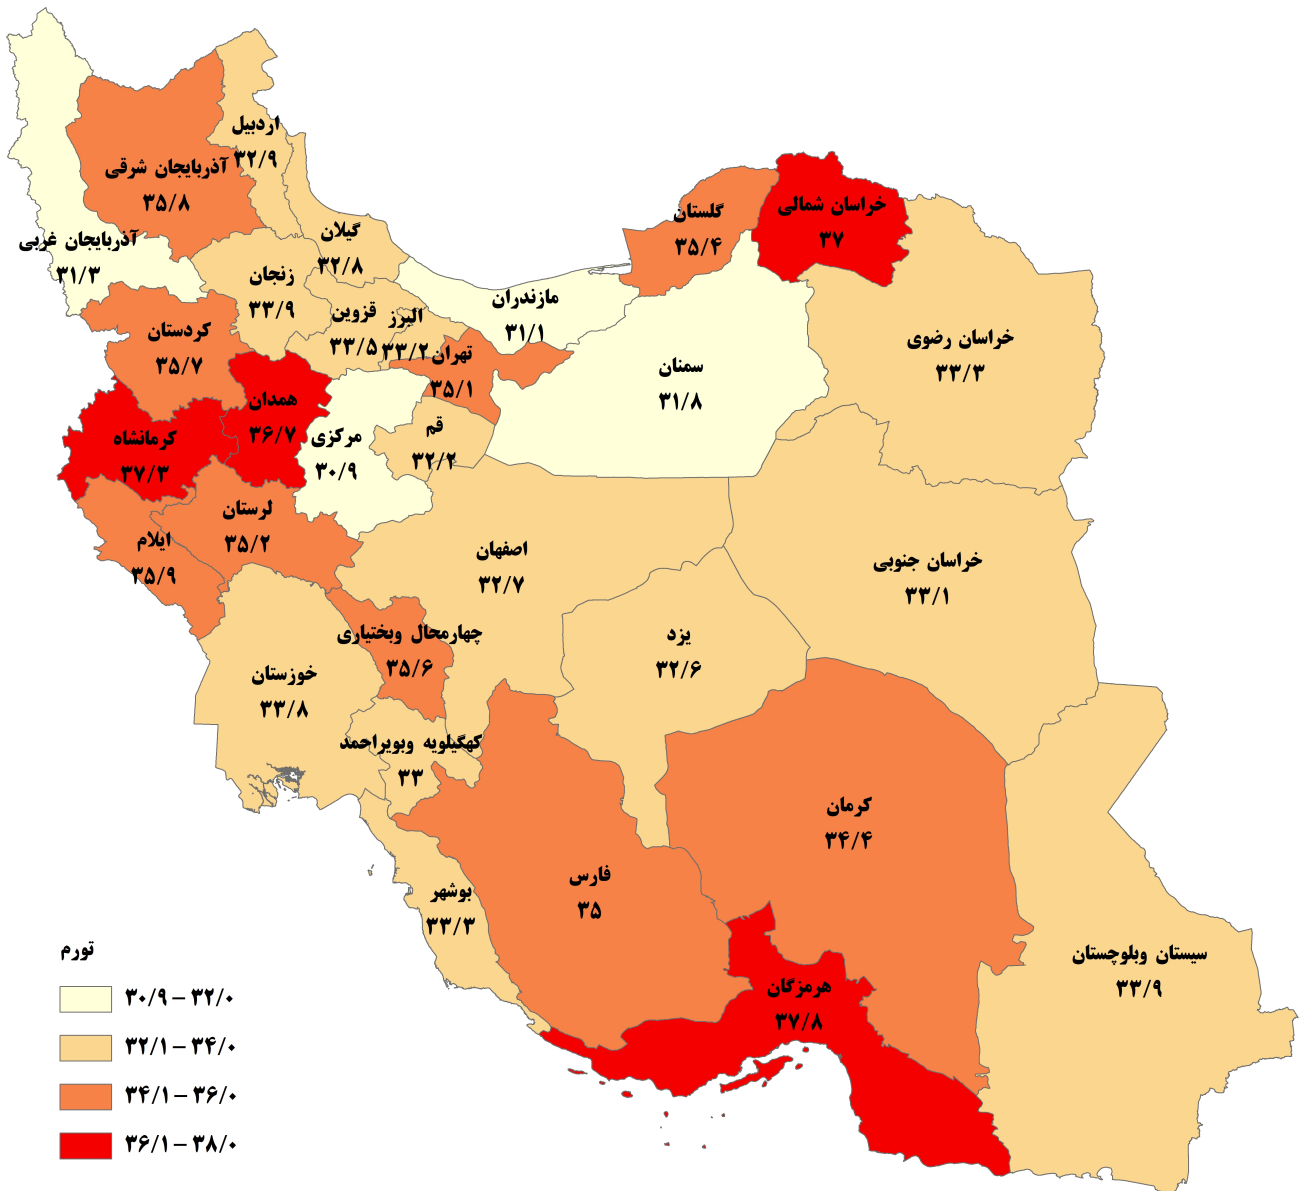 اردبیل
۳۲/۹
آذربایجان شرقی
۳۵/۸
آذربایجان غربی
۳۱/۳
گیلان
۳۲/۸
زنجان
۳۳/۹
کردستان
۳۵/۷
قزوین
۳۳/۵
البرز
۳۳/۲
تهران
۳۵/۱
مازندران
۳۱/۱
گلستان
۳۵/۴
خراسان شمالی
۳۷
خراسان رضوی
۳۳/۳
سمنان
۳۱/۸
همدان
۳۶/۷
کرمانشاه
۳۷/۳
مرکزی
۳۰/۹
قم
۳۲/۲
لرستان
۳۵/۲
ایلام
۳۵/۹
اصفهان
۳۲/۷
خراسان جنوبی
۳۳/۱
یزد
۳۲/۶
چهارمحال وبختیاری
۳۵/۶
خوزستان
۳۳/۸
کهگیلویه وبویراحمد
۳۳
کرمان
۳۴/۴
فارس
۳۵
بوشهر
۳۳/۳
سیستان وبلوچستان
۳۳/۹
هرمزگان
۳۷/۸
تورم
۳۰/۹ – ۳۲/۰
۳۲/۱ – ۳۴/۰
۳۴/۱ – ۳۶/۰
۳۶/۱ – ۳۸/۰